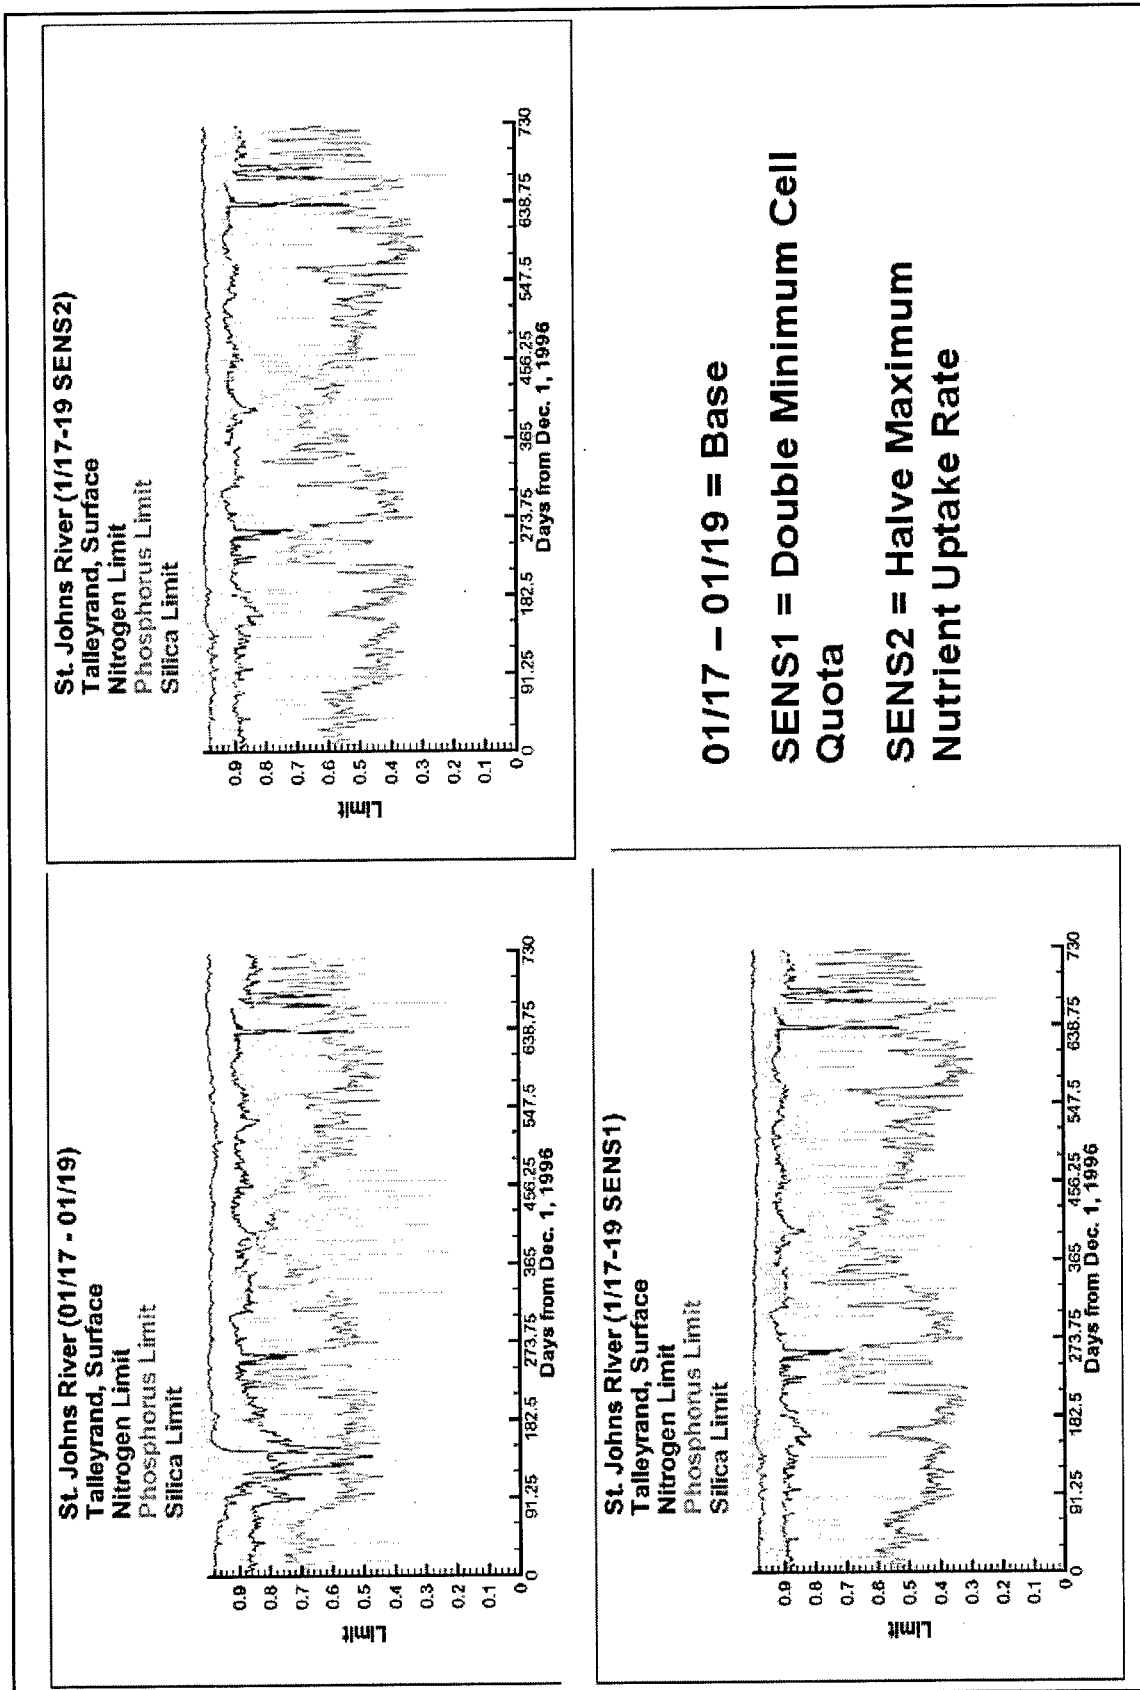 St. Johns River (01/17 - 01/19)
Talleyrand, Surface
Nitrogen Limit
Phosphorus Limit
Silica Limit
Limit
0.9
0.8
0.7
0.6
0.5
0.4
0.3
0.2
0.1
0
0 91.25 182.5 273.75 365 456.25 547.5 638.75 730
Days from Dec. 1, 1996
St. Johns River (1/17-19 SENS2)
Talleyrand, Surface
Nitrogen Limit
Phosphorus Limit
Silica Limit
Limit
0.9
0.8
0.7
0.6
0.5
0.4
0.3
0.2
0.1
0
0 91.25 182.5 273.75 365 456.25 547.5 638.75 730
Days from Dec. 1, 1996
St. Johns River (1/17-19 SENS1)
Talleyrand, Surface
Nitrogen Limit
Phosphorus Limit
Silica Limit
Limit
0.9
0.8
0.7
0.6
0.5
0.4
0.3
0.2
0.1
0
0 91.25 182.5 273.75 365 456.25 547.5 638.75 730
Days from Dec. 1, 1996
01/17 – 01/19 = Base
SENS1 = Double Minimum Cell
Quota
SENS2 = Halve Maximum
Nutrient Uptake Rate